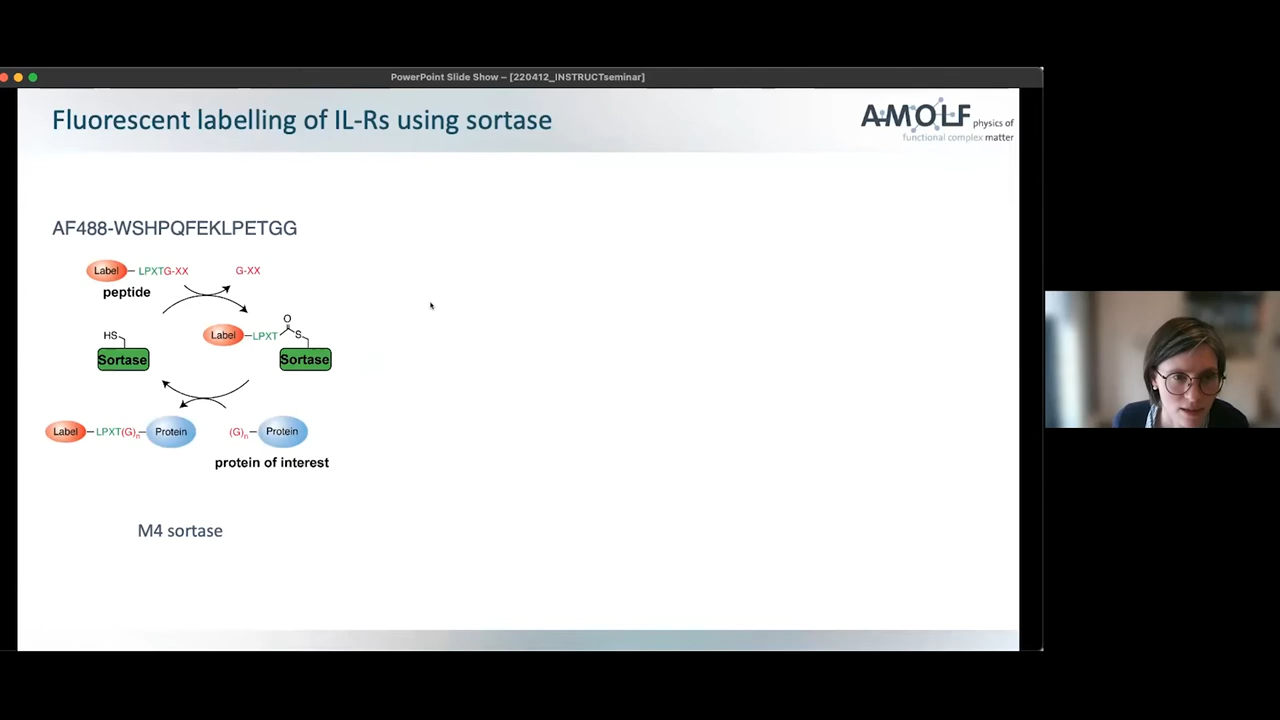 PowerPoint Slide Show – [220412_INSTRUCTseminar]
Fluorescent labelling of IL-Rs using sortase
AMOLF physics of
functional complex matter
AF488-WSHPQFEKLPETGG
Label LPXTG-XX G-XX
peptide
HS
O
Label LPXT S
Sortase Sortase
Label LPXT(G)n Protein (G)n Protein
protein of interest
M4 sortase